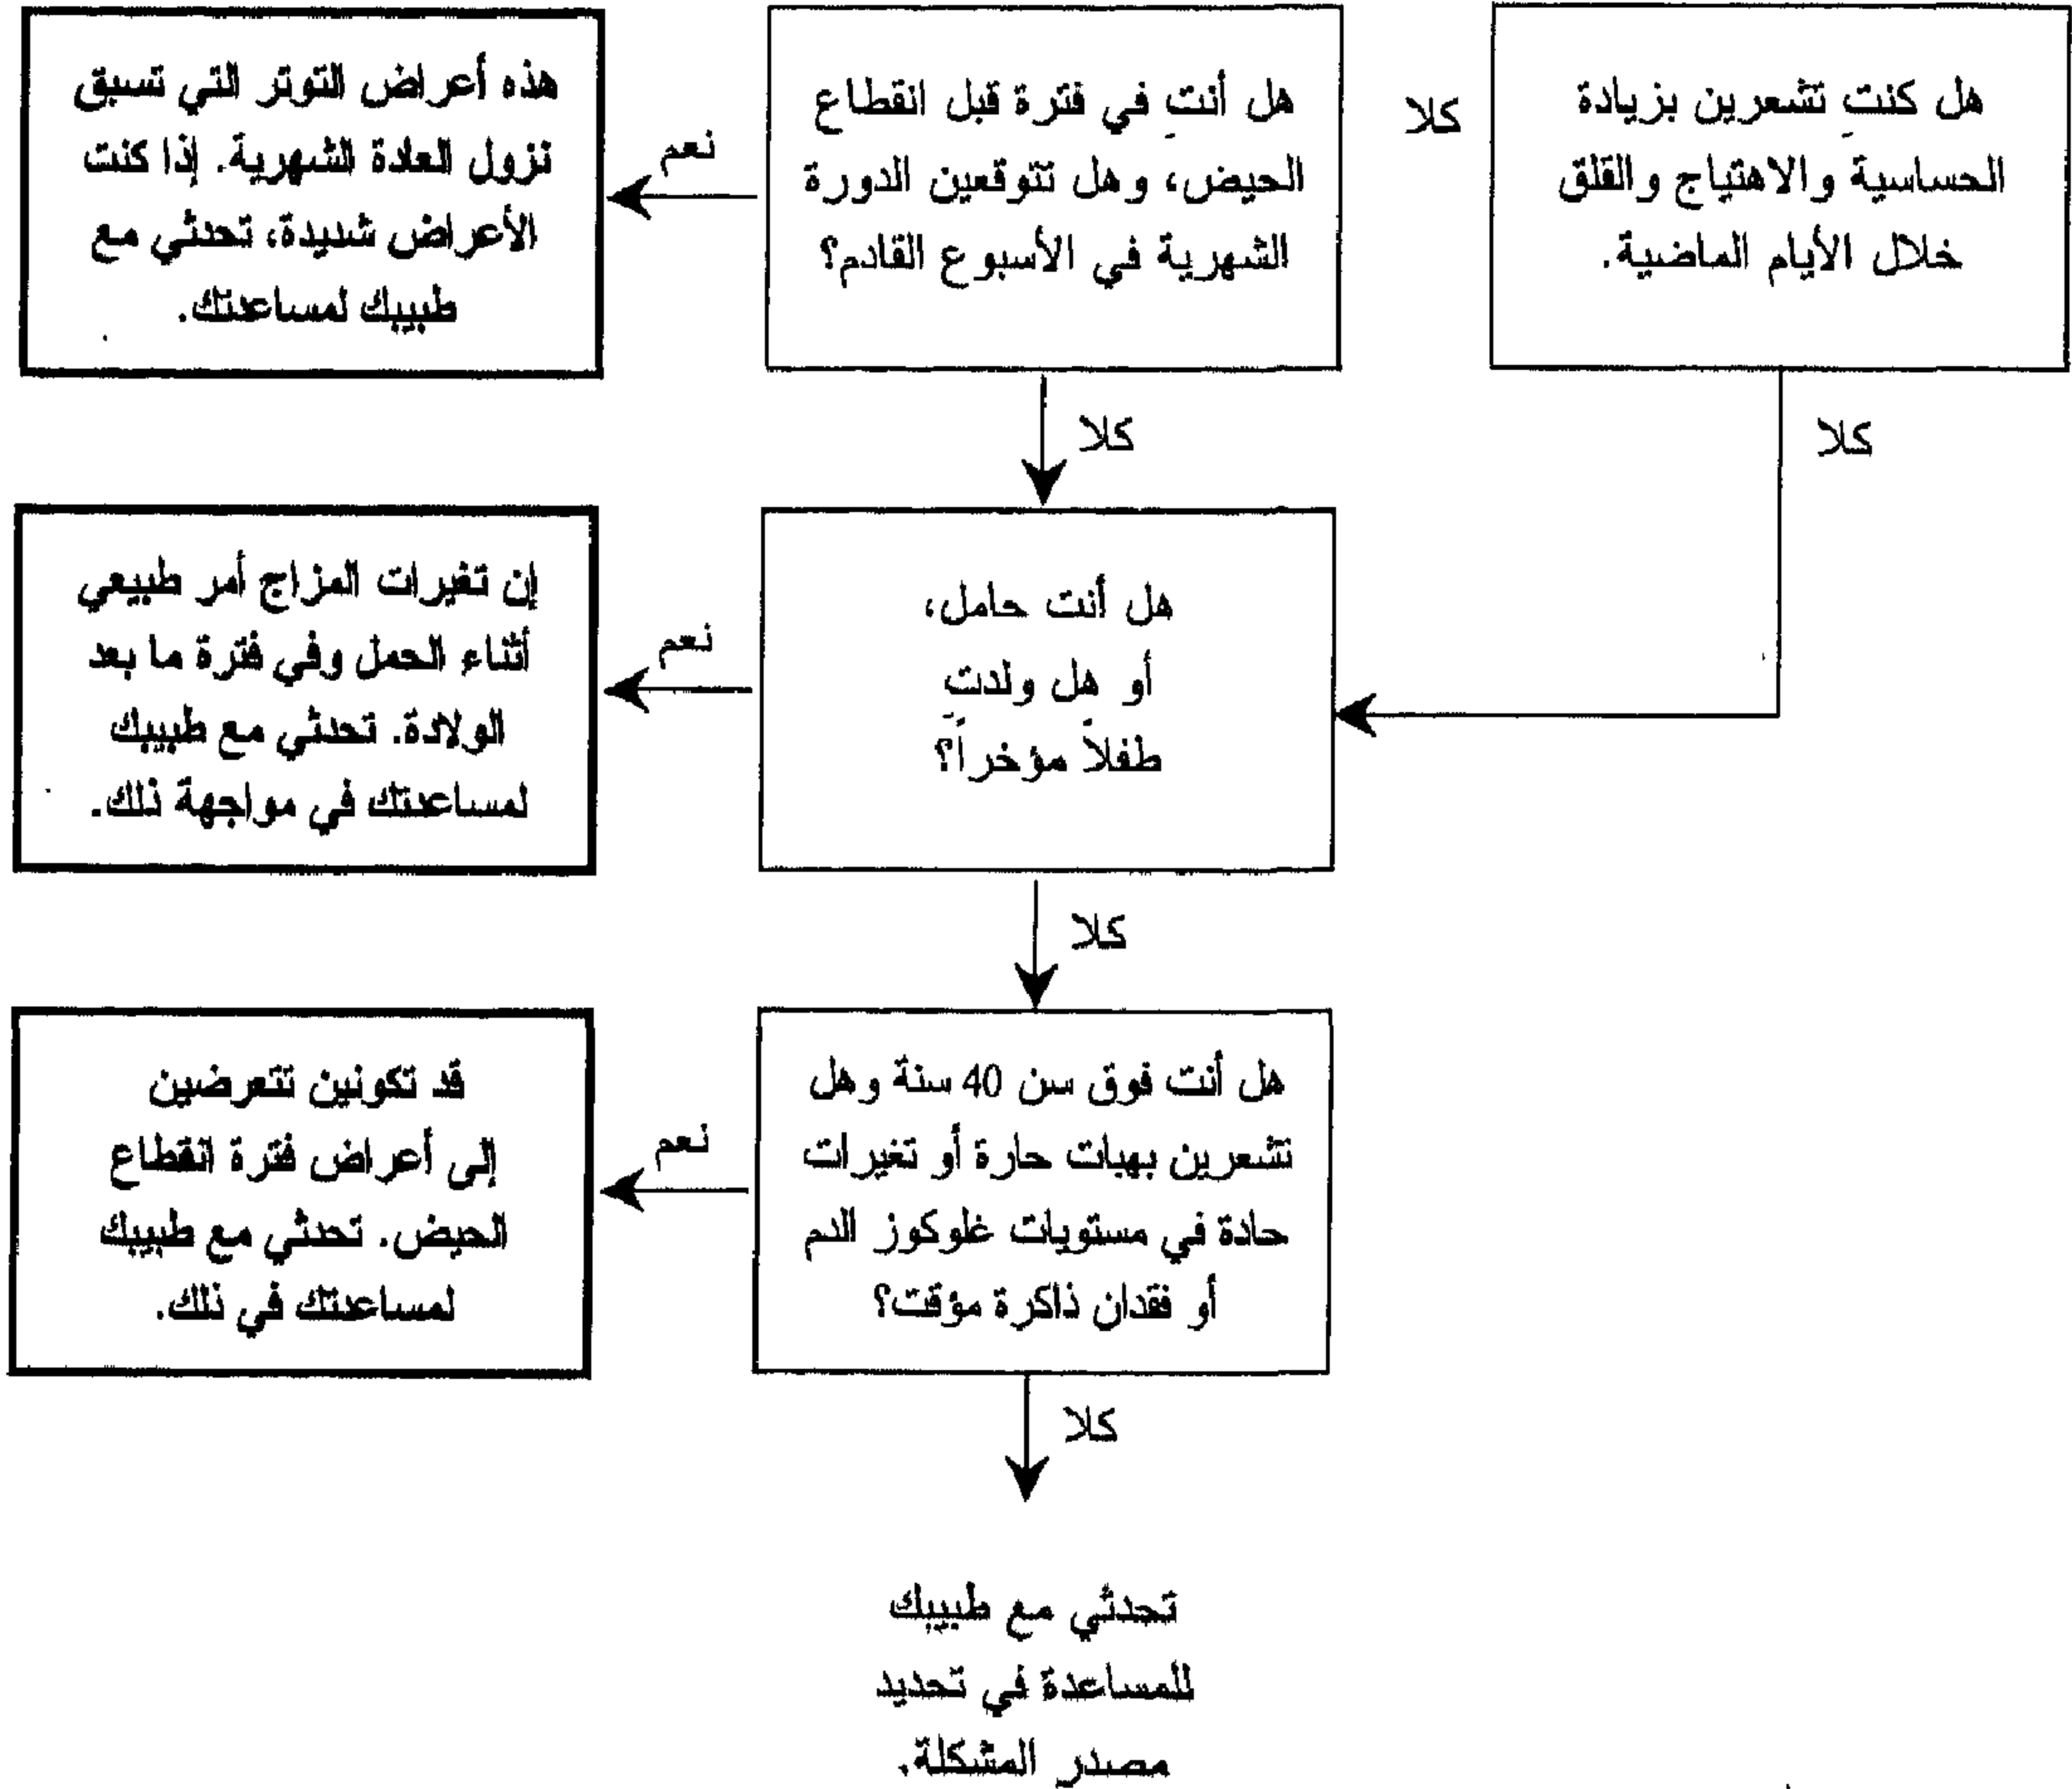 هل كنتِ تشعرين بزيادة
الحساسية والاهتياج والقلق
خلال الأيام الماضية.
كلا
كلا
هل أنتِ في فترة قبل انقطاع
الحيض، وهل تتوقعين الدورة
الشهرية في الأسبوع القادم؟
نعم
هذه أعراض التوتر التي تسبق
نزول العادة الشهرية. إذا كنت
الأعراض شديدة، تحدثي مع
طبيبك لمساعدتك.
كلا
هل أنت حامل،
أو هل ولدتِ
طفلاً مؤخراً؟
نعم
إن تغيرات المزاج أمر طبيعي
أثناء الحمل وفي فترة ما بعد
الولادة. تحدثي مع طبيبك
لمساعدتك في مواجهة ذلك.
كلا
هل أنت فوق سن 40 سنة وهل
تشعرين بهبات حارة أو تغيرات
حادة في مستويات غلوكوز الدم
أو فقدان ذاكرة مؤقت؟
نعم
قد تكونين تتعرضين
إلى أعراض فترة انقطاع
الحيض. تحدثي مع طبيبك
لمساعدتك في ذلك.
كلا
تحدثي مع طبيبك
للمساعدة في تحديد
مصدر المشكلة.